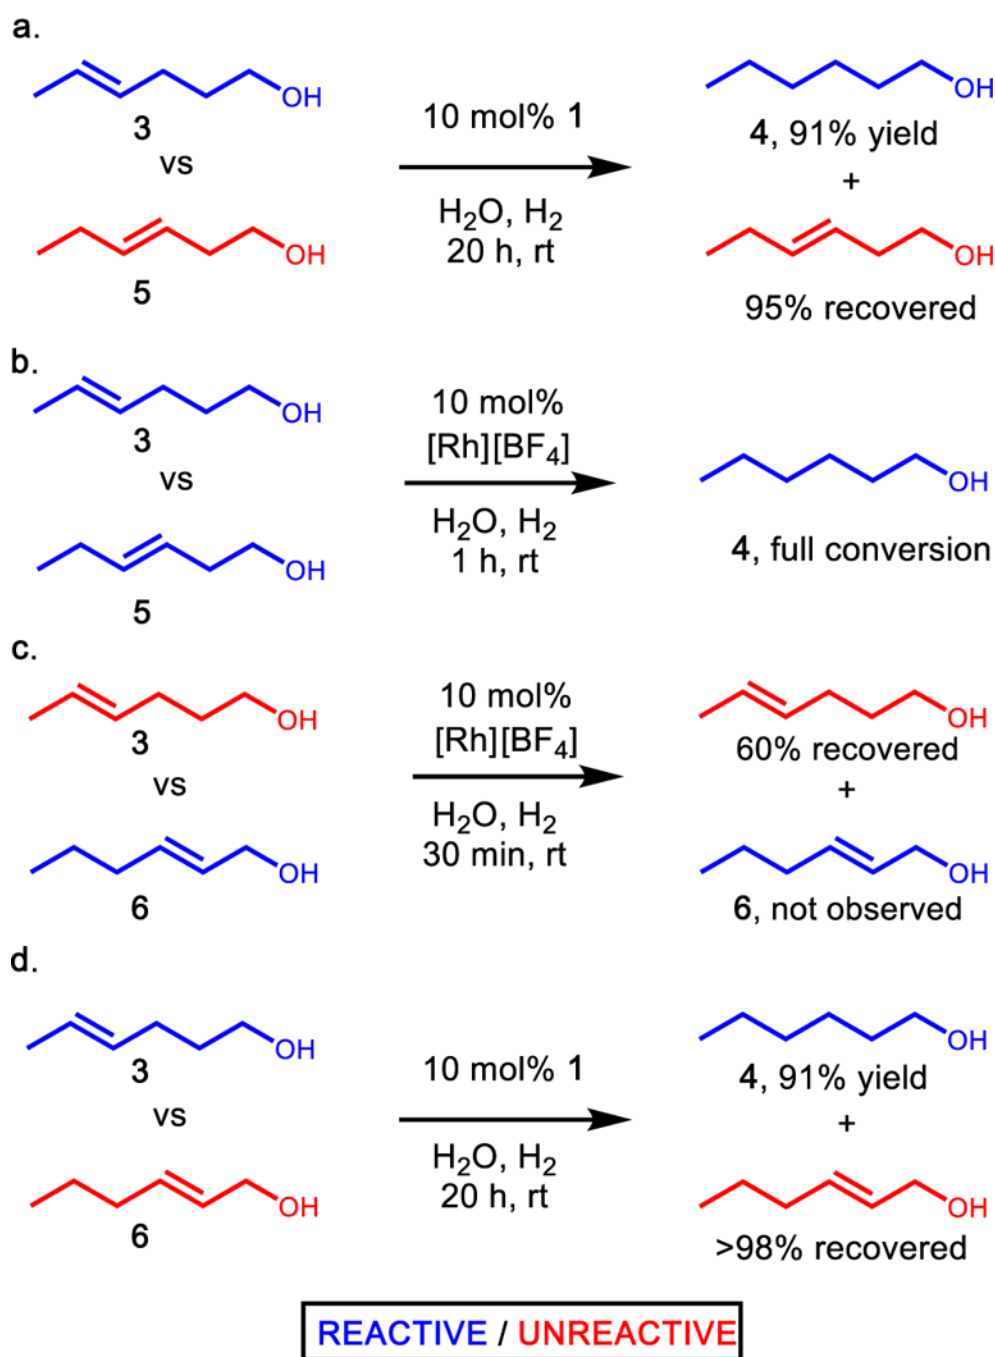 a.
OH
3
vs
OH
5
10 mol% 1
H₂O, H₂
20 h, rt
OH
4, 91% yield
+
OH
95% recovered
b.
OH
3
vs
OH
5
10 mol%
[Rh][BF₄]
H₂O, H₂
1 h, rt
OH
4, full conversion
c.
OH
3
vs
OH
6
10 mol%
[Rh][BF₄]
H₂O, H₂
30 min, rt
OH
60% recovered
+
OH
6, not observed
d.
OH
3
vs
OH
6
10 mol% 1
H₂O, H₂
20 h, rt
OH
4, 91% yield
+
OH
>98% recovered
REACTIVE / UNREACTIVE